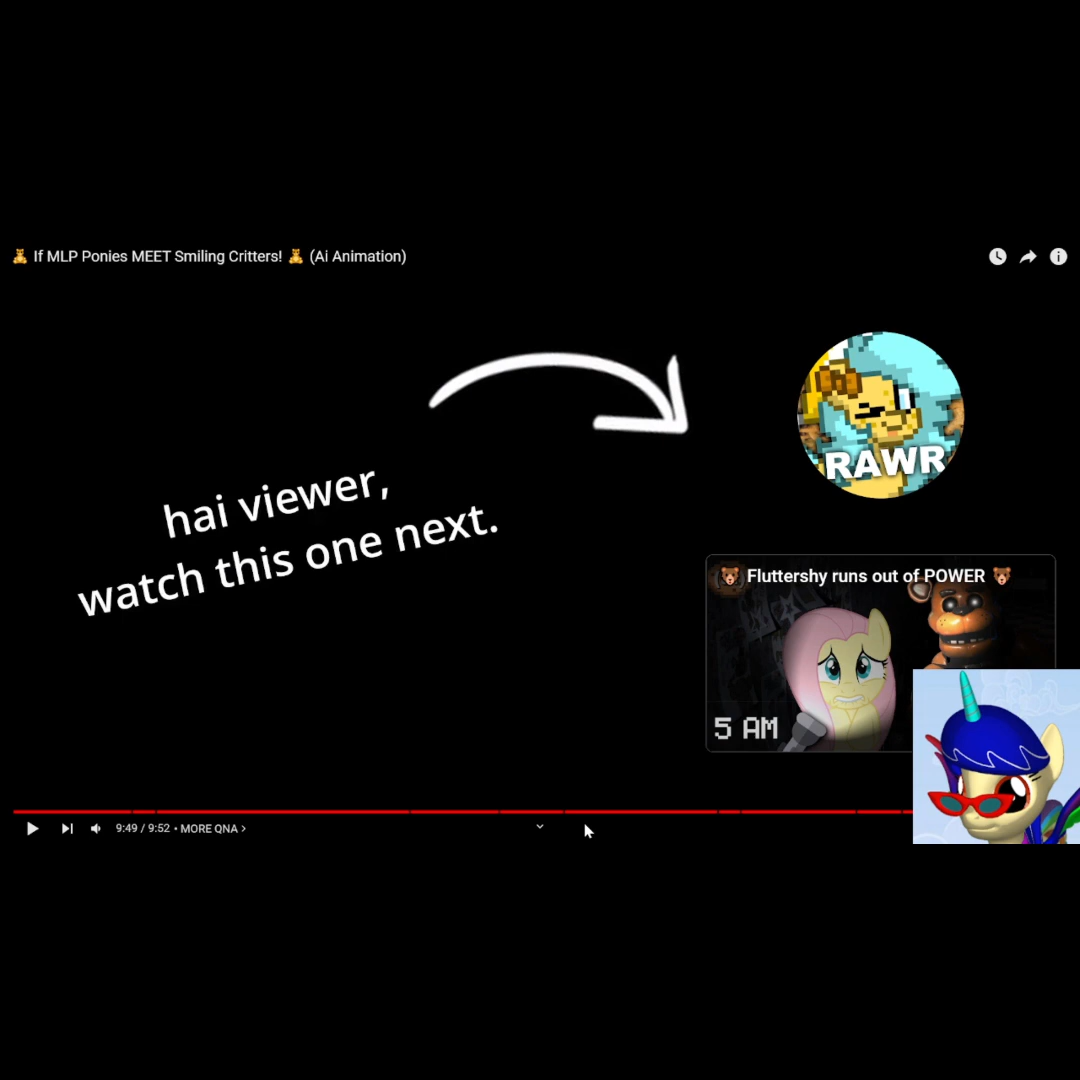 🧸 If MLP Ponies MEET Smiling Critters! 🧸 (Ai Animation)
RAWR
hai viewer,
watch this one next.
🐻 Fluttershy runs out of POWER 🐻
5 AM
9:49 / 9:52 • MORE QNA >